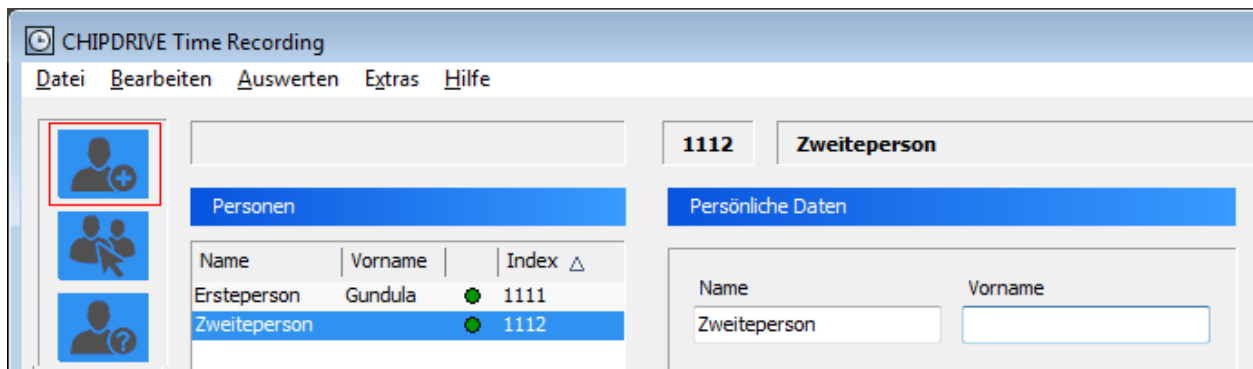 CHIPDRIVE Time Recording
Datei Bearbeiten Auswerten Extras Hilfe
1112 Zweiteperson
Personen
Name Vorname Index
Ersteperson Gundula 1111
Zweiteperson 1112
Persönliche Daten
Name Vorname
Zweiteperson